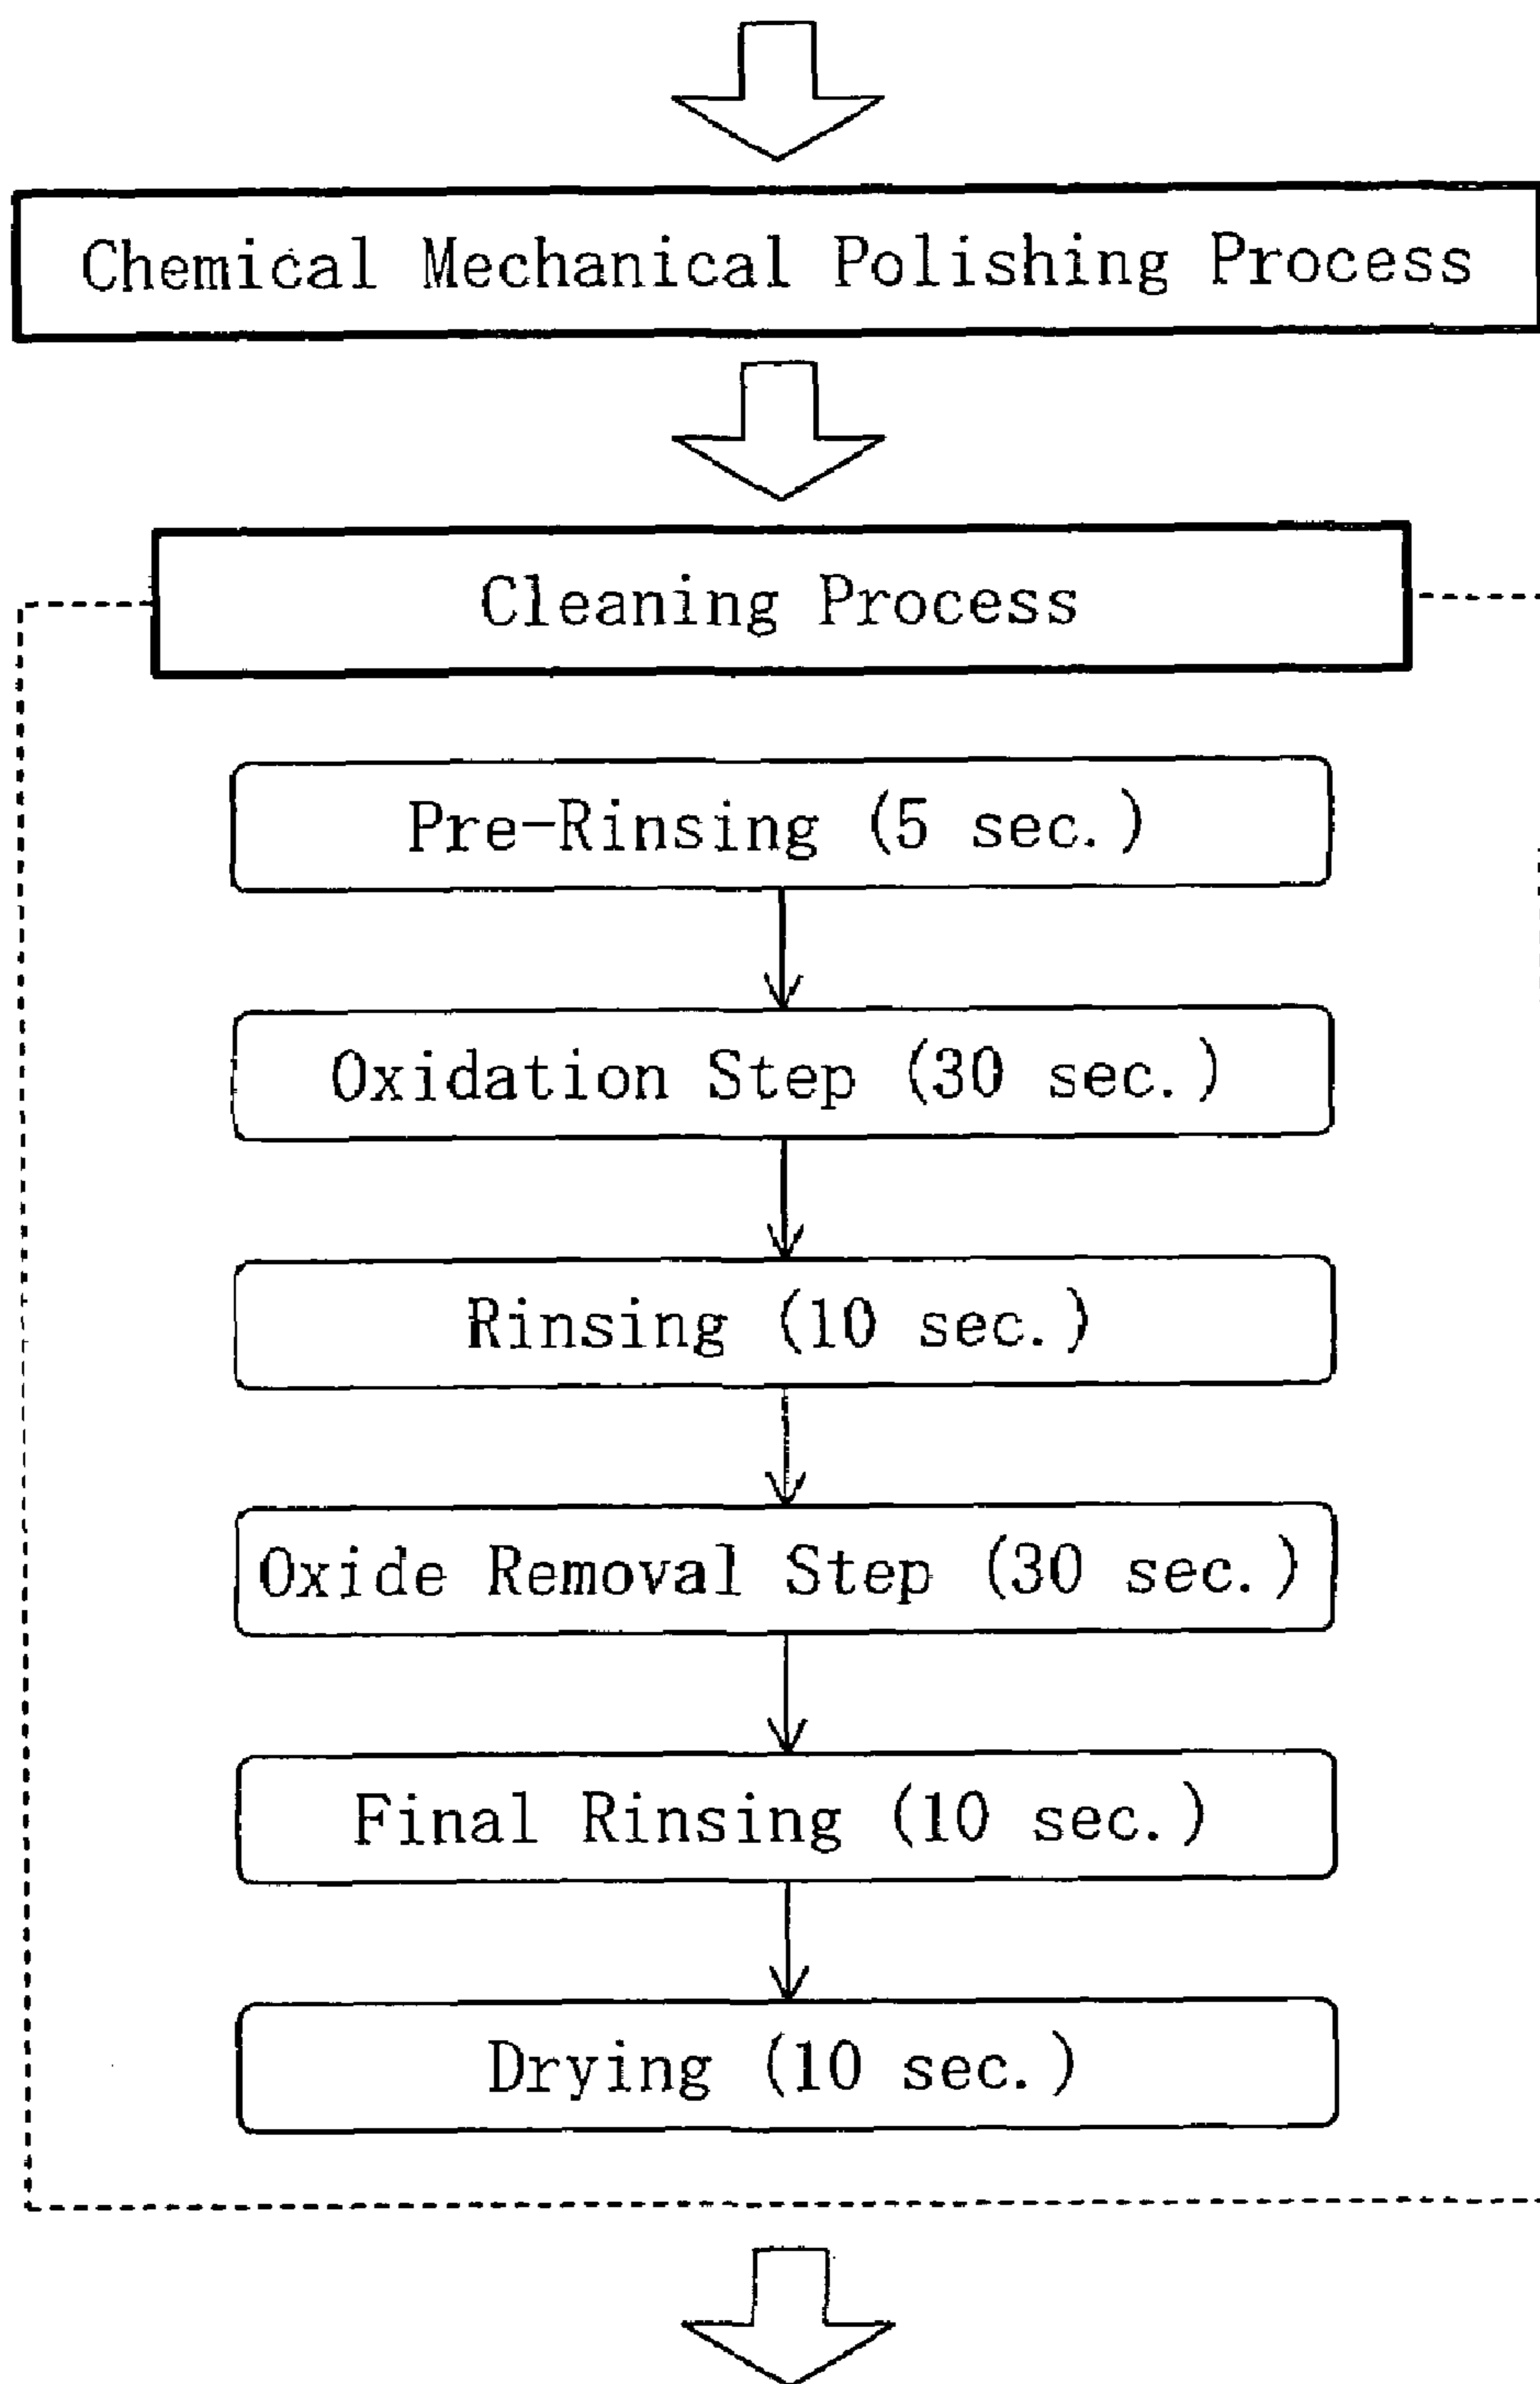 Chemical Mechanical Polishing Process
Cleaning Process
Pre-Rinsing (5 sec.)
Oxidation Step (30 sec.)
Rinsing (10 sec.)
Oxide Removal Step (30 sec.)
Final Rinsing (10 sec.)
Drying (10 sec.)